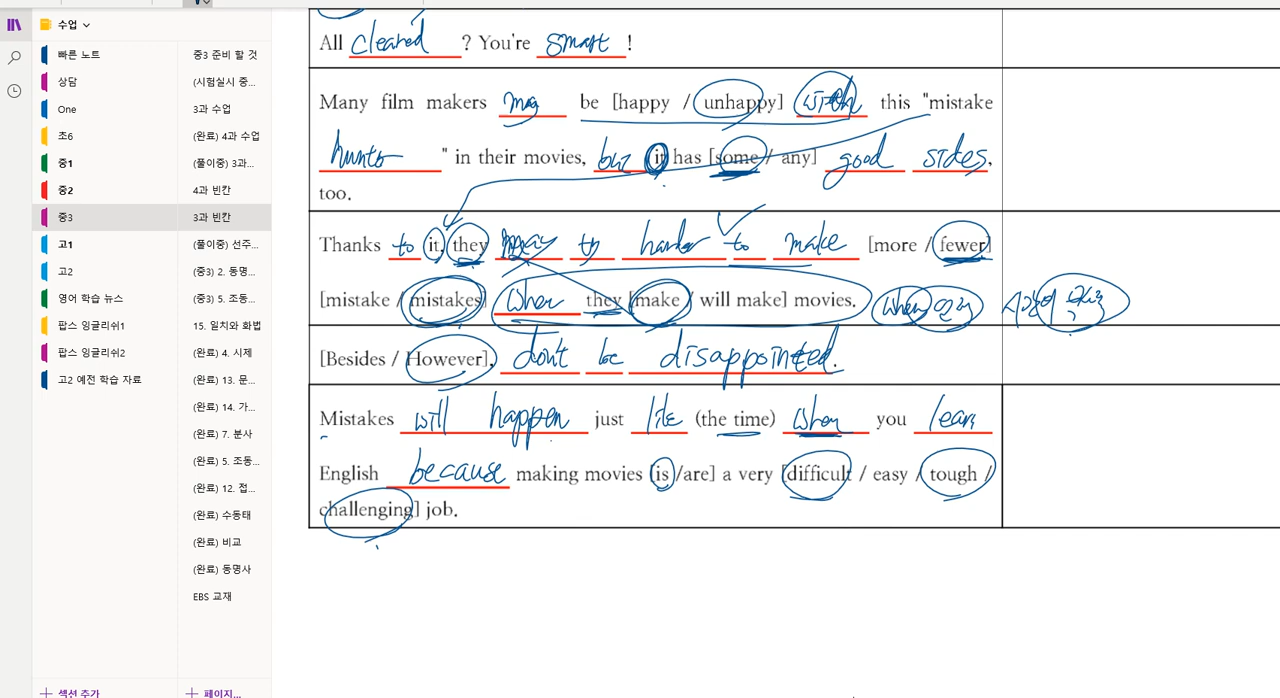 수업
빠른 노트
상담
One
초6
중1
중2
중3
고1
고2
영어 학습 뉴스
팝스 잉글리쉬1
팝스 잉글리쉬2
고2 예전 학습 자료
섹션 추가
중3 준비 할 것
(시험실시 중...
3과 수업
(완료) 4과 수업
(풀이중) 3과...
4과 빈칸
3과 빈칸
(풀이중) 선주...
(중3) 2. 동명...
(중3) 5. 조동...
15. 일치와 화법
(완료) 4. 시제
(완료) 13. 문...
(완료) 14. 가...
(완료) 7. 분사
(완료) 5. 조동...
(완료) 12. 접...
(완료) 수동태
(완료) 비교
(완료) 동명사
EBS 교재
페이지...
All cleared ? You're smart !
Many film makers may be [happy / unhappy] with this "mistake
hunter " in their movies, but it has [some / any] good sides,
too.
Thanks to it, they may try harder to make [more / fewer]
[mistake / mistakes] when they [make / will make] movies. when
[Besides / However], don't be disappointed.
Mistakes will happen just like (the time) when you learn
English because making movies [is/are] a very [difficult / easy / tough /
challenging] job.